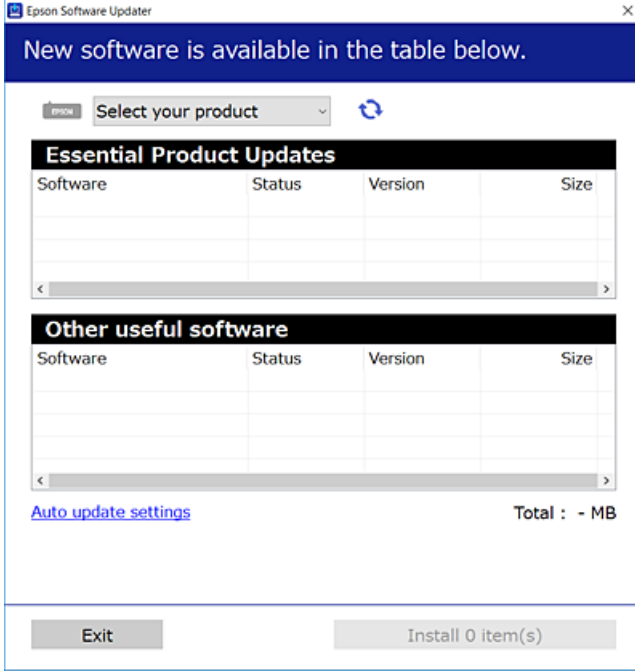 Epson Software Updater
New software is available in the table below.
EPSON Select your product
Essential Product Updates
Software Status Version Size
Other useful software
Software Status Version Size
Auto update settings Total : - MB
Exit Install 0 item(s)